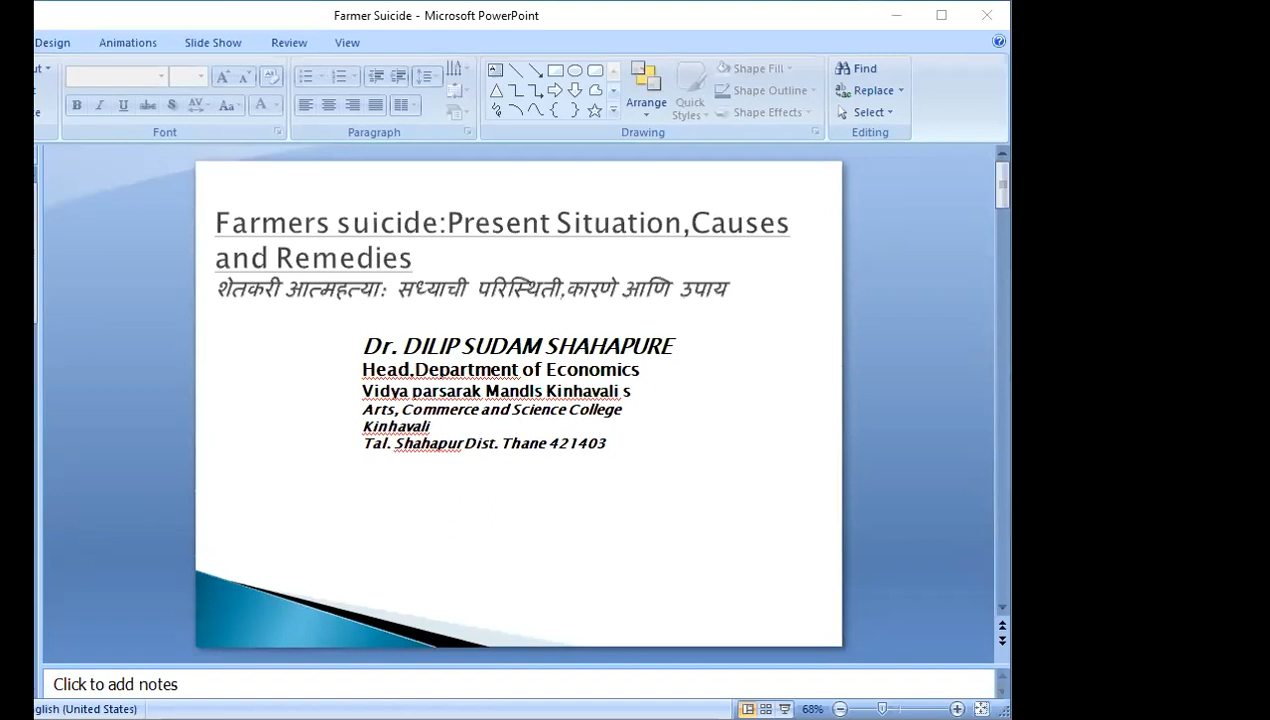 Farmer Suicide - Microsoft PowerPoint
Design Animations Slide Show Review View
Shape Fill Find
Arrange Quick Styles Shape Outline Replace
Shape Effects Select
Font Paragraph Drawing Editing
Farmers suicide:Present Situation,Causes
and Remedies
शेतकरी आत्महत्याः सध्याची परिस्थिती,कारणे आणि उपाय
Dr. DILIP SUDAM SHAHAPURE
Head,Department of Economics
Vidya parsarak Mandls Kinhavali s
Arts, Commerce and Science College
Kinhavali
Tal. Shahapur Dist. Thane 421403
Click to add notes
glish (United States) 68%